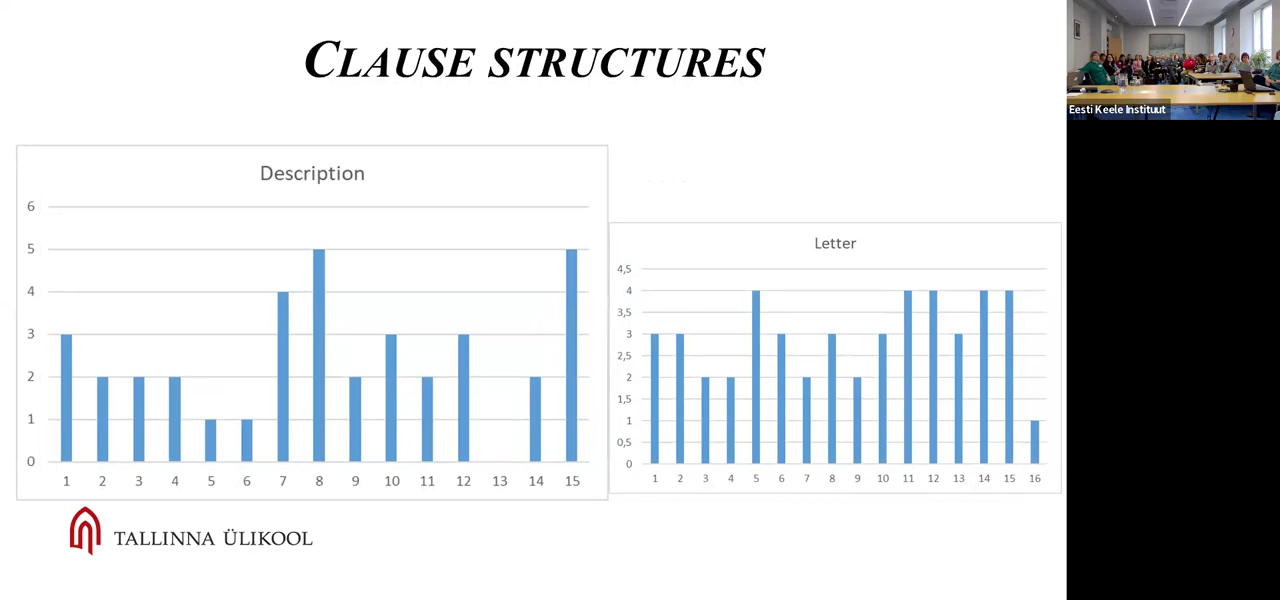 CLAUSE STRUCTURES
Eesti Keele Instituut
Description
6
5
4
3
2
1
0
1 2 3 4 5 6 7 8 9 10 11 12 13 14 15
Letter
4,5
4
3,5
3
2,5
2
1,5
1
0,5
0
1 2 3 4 5 6 7 8 9 10 11 12 13 14 15 16
TALLINNA ÜLIKOOL